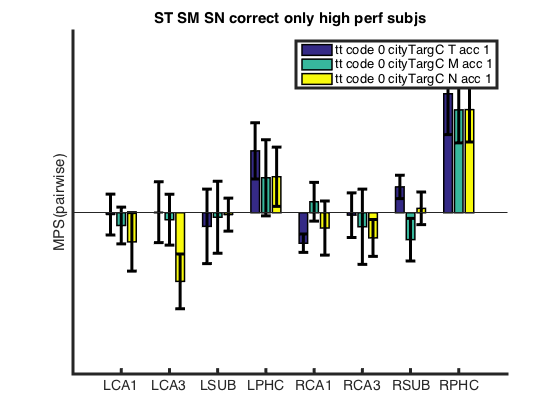 ST SM SN correct only high perf subjs
tt code 0 cityTargC T acc 1
tt code 0 cityTargC M acc 1
tt code 0 cityTargC N acc 1
MPS(pairwise)
LCA1 LCA3 LSUB LPHC RCA1 RCA3 RSUB RPHC